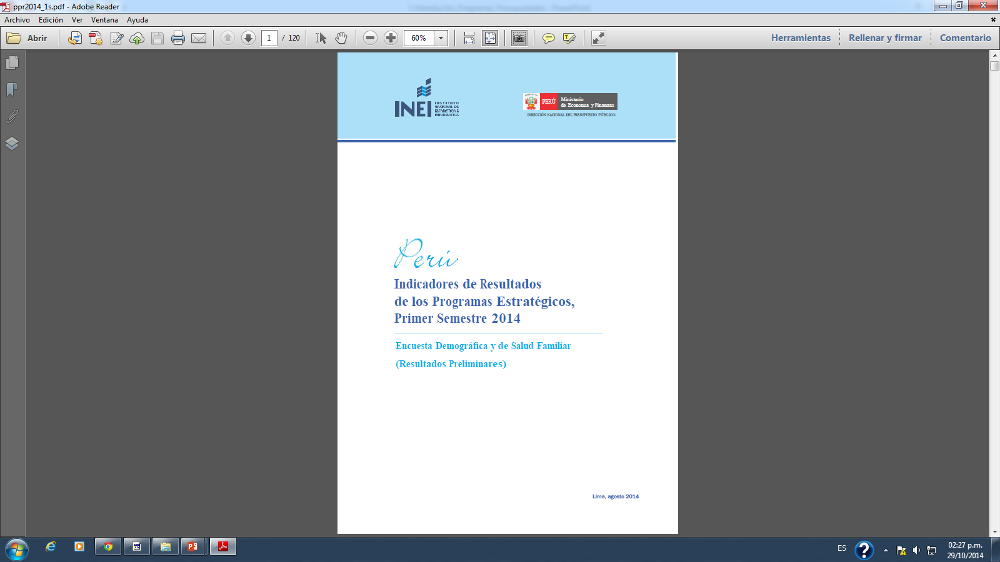 ppr2014_1s.pdf - Adobe Reader
Archivo Edición Ver Ventana Ayuda
Abrir
1 / 120
60%
Herramientas Rellenar y firmar Comentario
INEI
INSTITUTO
NACIONAL DE
ESTADÍSTICA E
INFORMÁTICA
PERÚ
Ministerio
de Economía y Finanzas
DIRECCIÓN NACIONAL DEL PRESUPUESTO PÚBLICO
Perú
Indicadores de Resultados
de los Programas Estratégicos,
Primer Semestre 2014
Encuesta Demográfica y de Salud Familiar
(Resultados Preliminares)
Lima, agosto 2014
ES
02:27 p.m.
29/10/2014